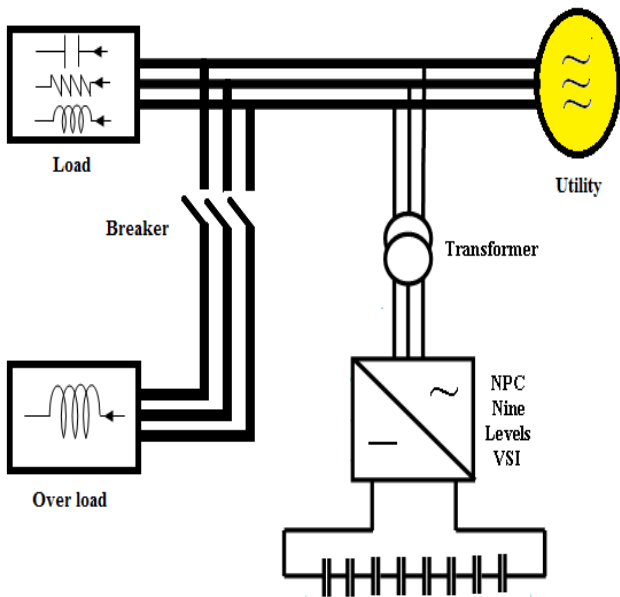 Load
Utility
Breaker
Transformer
NPC
Nine
Levels
VSI
Over load